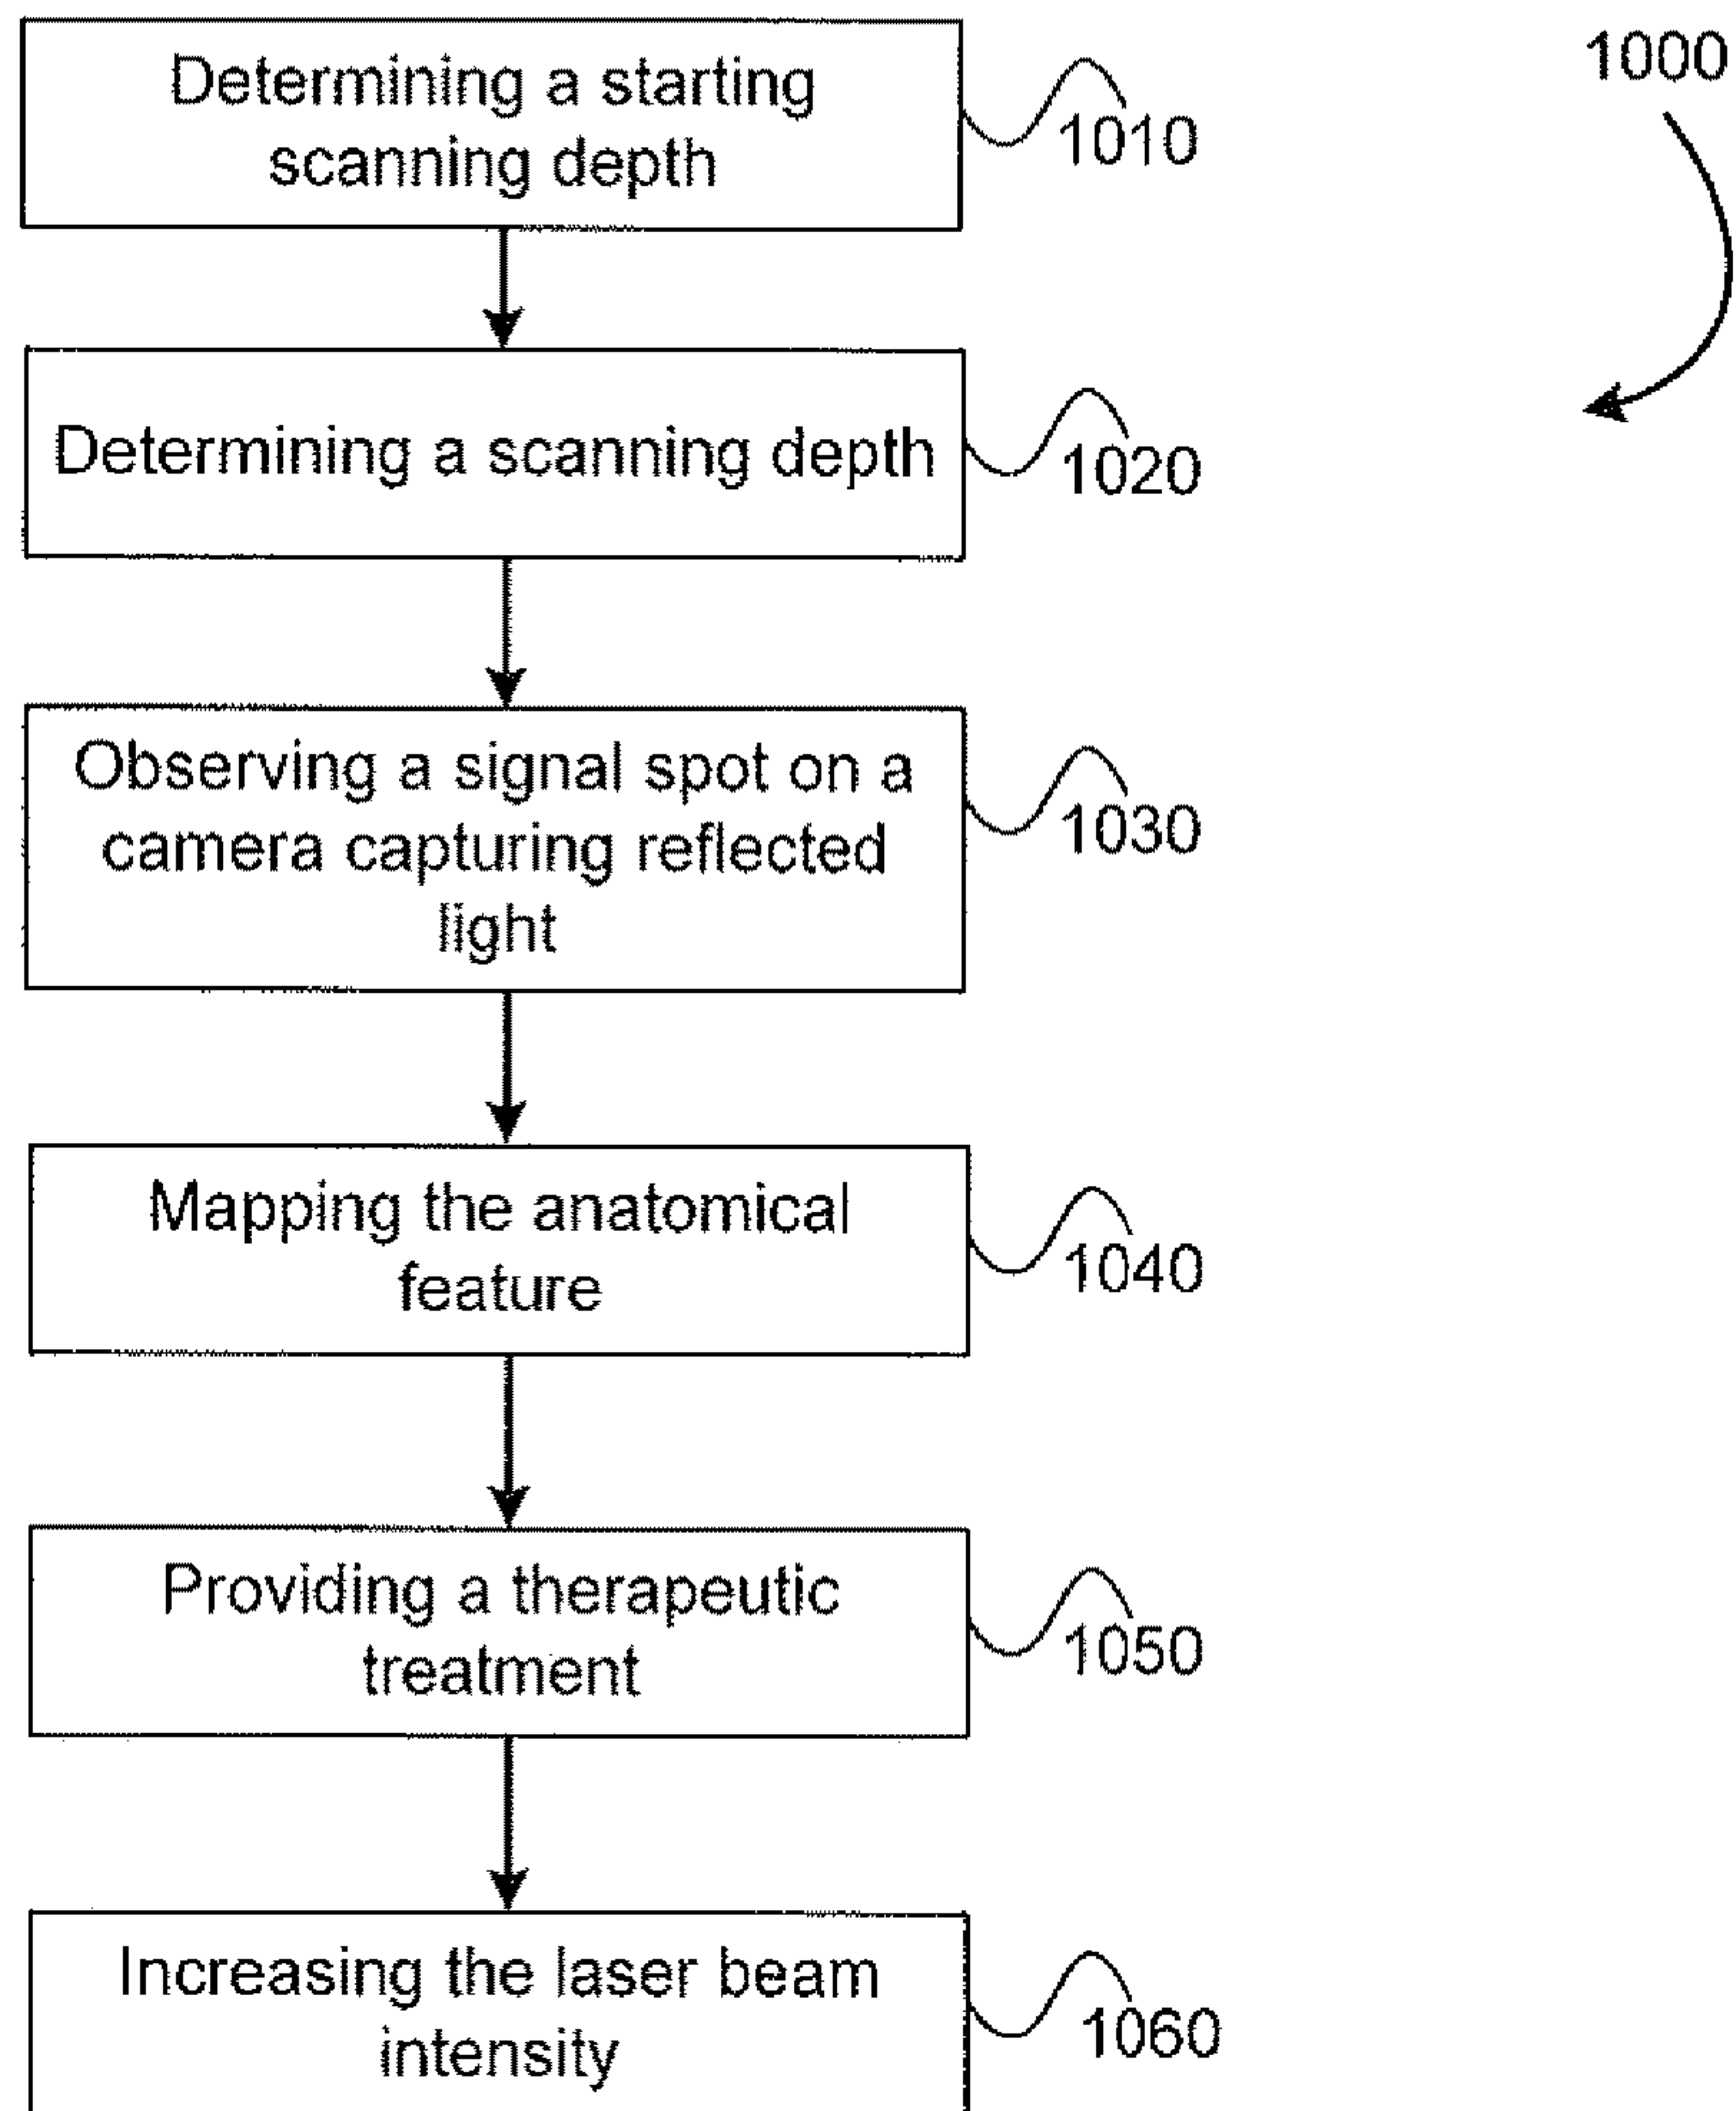 1000
Determining a starting
scanning depth
1010
Determining a scanning depth
1020
Observing a signal spot on a
camera capturing reflected
light
1030
Mapping the anatomical
feature
1040
Providing a therapeutic
treatment
1050
Increasing the laser beam
intensity
1060